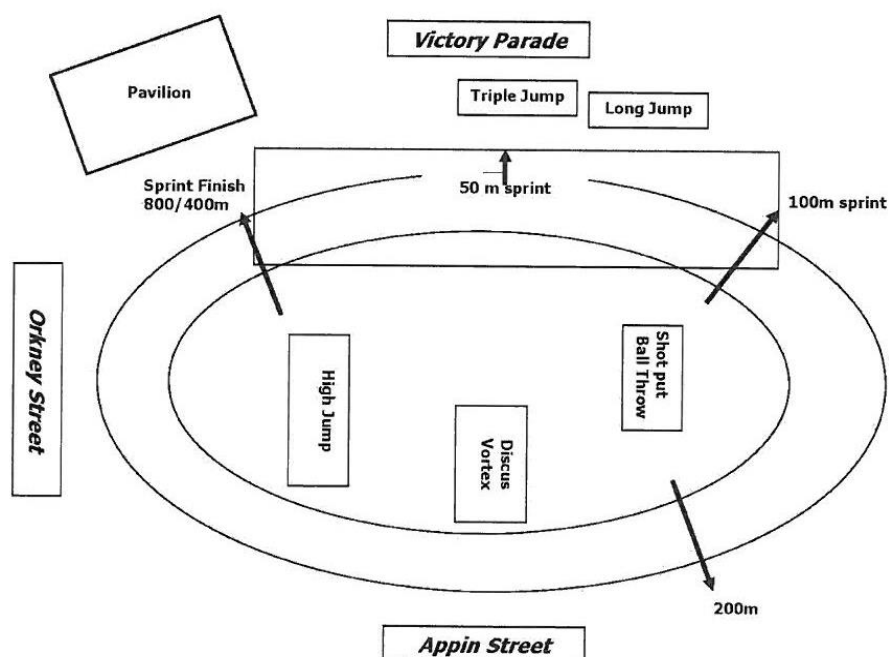 Victory Parade
Pavilion
Triple Jump
Long Jump
Sprint Finish
800/400m
50 m sprint
100m sprint
Orkney Street
High Jump
Discus
Vortex
Shot put
Ball Throw
200m
Appin Street